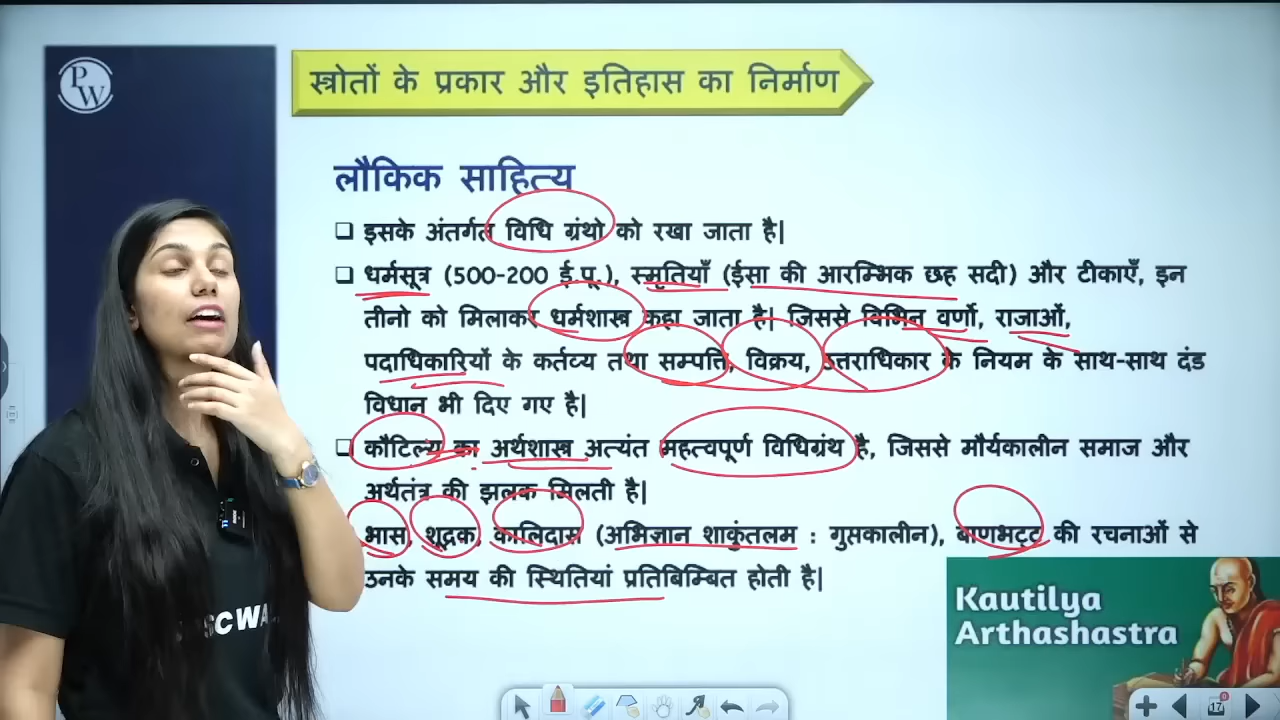 PW
स्त्रोतों के प्रकार और इतिहास का निर्माण
लौकिक साहित्य
इसके अंतर्गत विधि ग्रंथो को रखा जाता है|
धर्मसूत्र (500-200 ई.पू.), स्मृतियाँ (ईसा की आरम्भिक छह सदी) और टीकाएँ, इन
तीनो को मिलाकर धर्मशास्त्र कहा जाता है| जिससे विभिन वर्णो, राजाओं,
पदाधिकारियों के कर्तव्य तथा सम्पत्ति, विक्रय, उत्तराधिकार के नियम के साथ-साथ दंड
विधान भी दिए गए है|
कौटिल्य का अर्थशास्त्र अत्यंत महत्वपूर्ण विधिग्रंथ है, जिससे मौर्यकालीन समाज और
अर्थतंत्र की झलक मिलती है|
भास, शूद्रक, कालिदास (अभिज्ञान शाकुंतलम : गुप्तकालीन), बाणभट्ट की रचनाओं से
उनके समय की स्थितियां प्रतिबिम्बित होती है|
Kautilya
Arthashastra
17